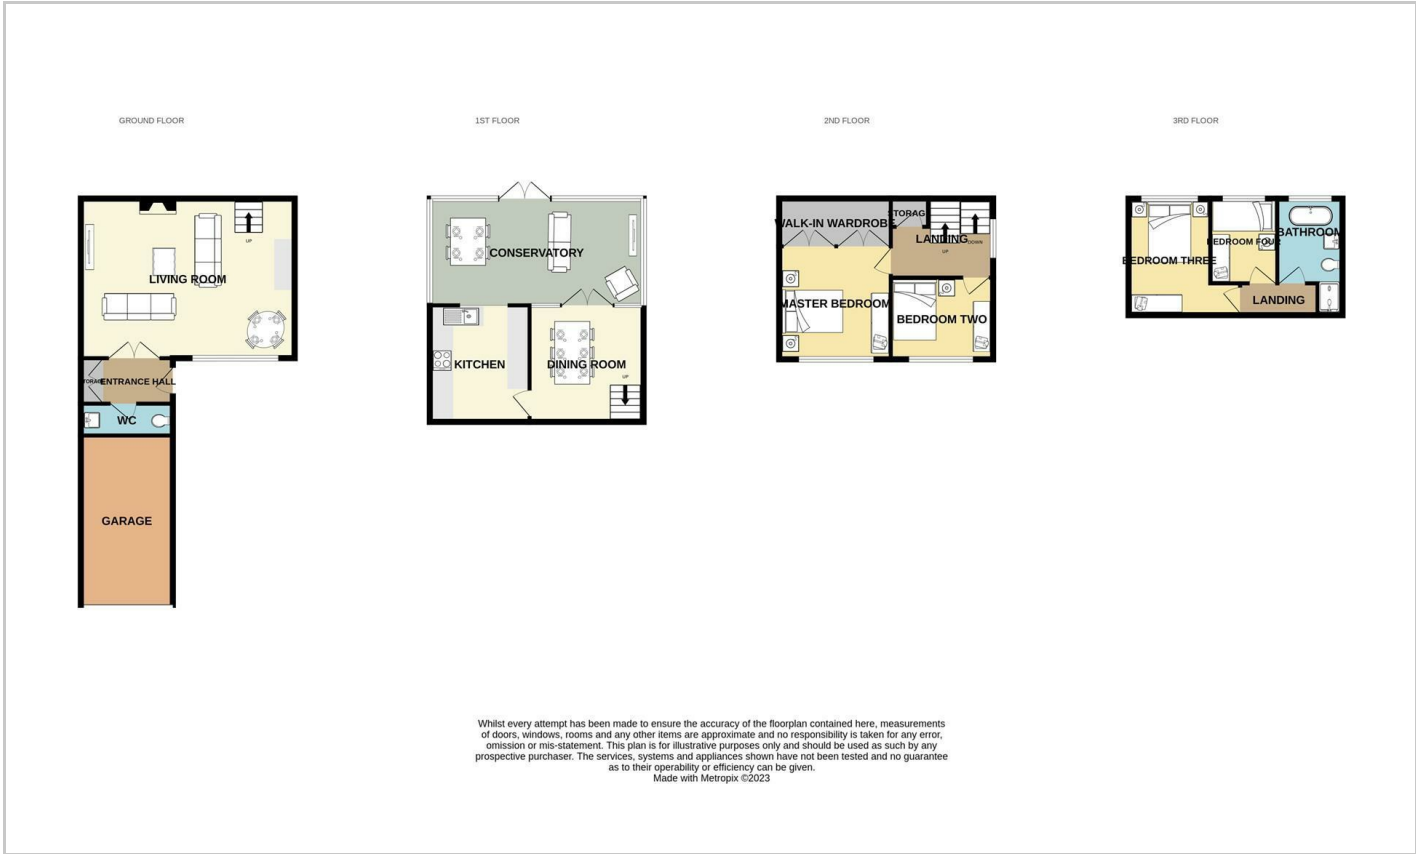 GROUND FLOOR
1ST FLOOR
2ND FLOOR
3RD FLOOR
LIVING ROOM
UP
STORAGE
ENTRANCE HALL
WC
GARAGE
CONSERVATORY
KITCHEN
DINING ROOM
UP
WALK-IN WARDROBE
STORAGE
LANDING
UP
DOWN
MASTER BEDROOM
BEDROOM TWO
BEDROOM THREE
BEDROOM FOUR
BATHROOM
LANDING
Whilst every attempt has been made to ensure the accuracy of the floorplan contained here, measurements
of doors, windows, rooms and any other items are approximate and no responsibility is taken for any error,
omission or mis-statement. This plan is for illustrative purposes only and should be used as such by any
prospective purchaser. The services, systems and appliances shown have not been tested and no guarantee
as to their operability or efficiency can be given.
Made with Metropix ©2023